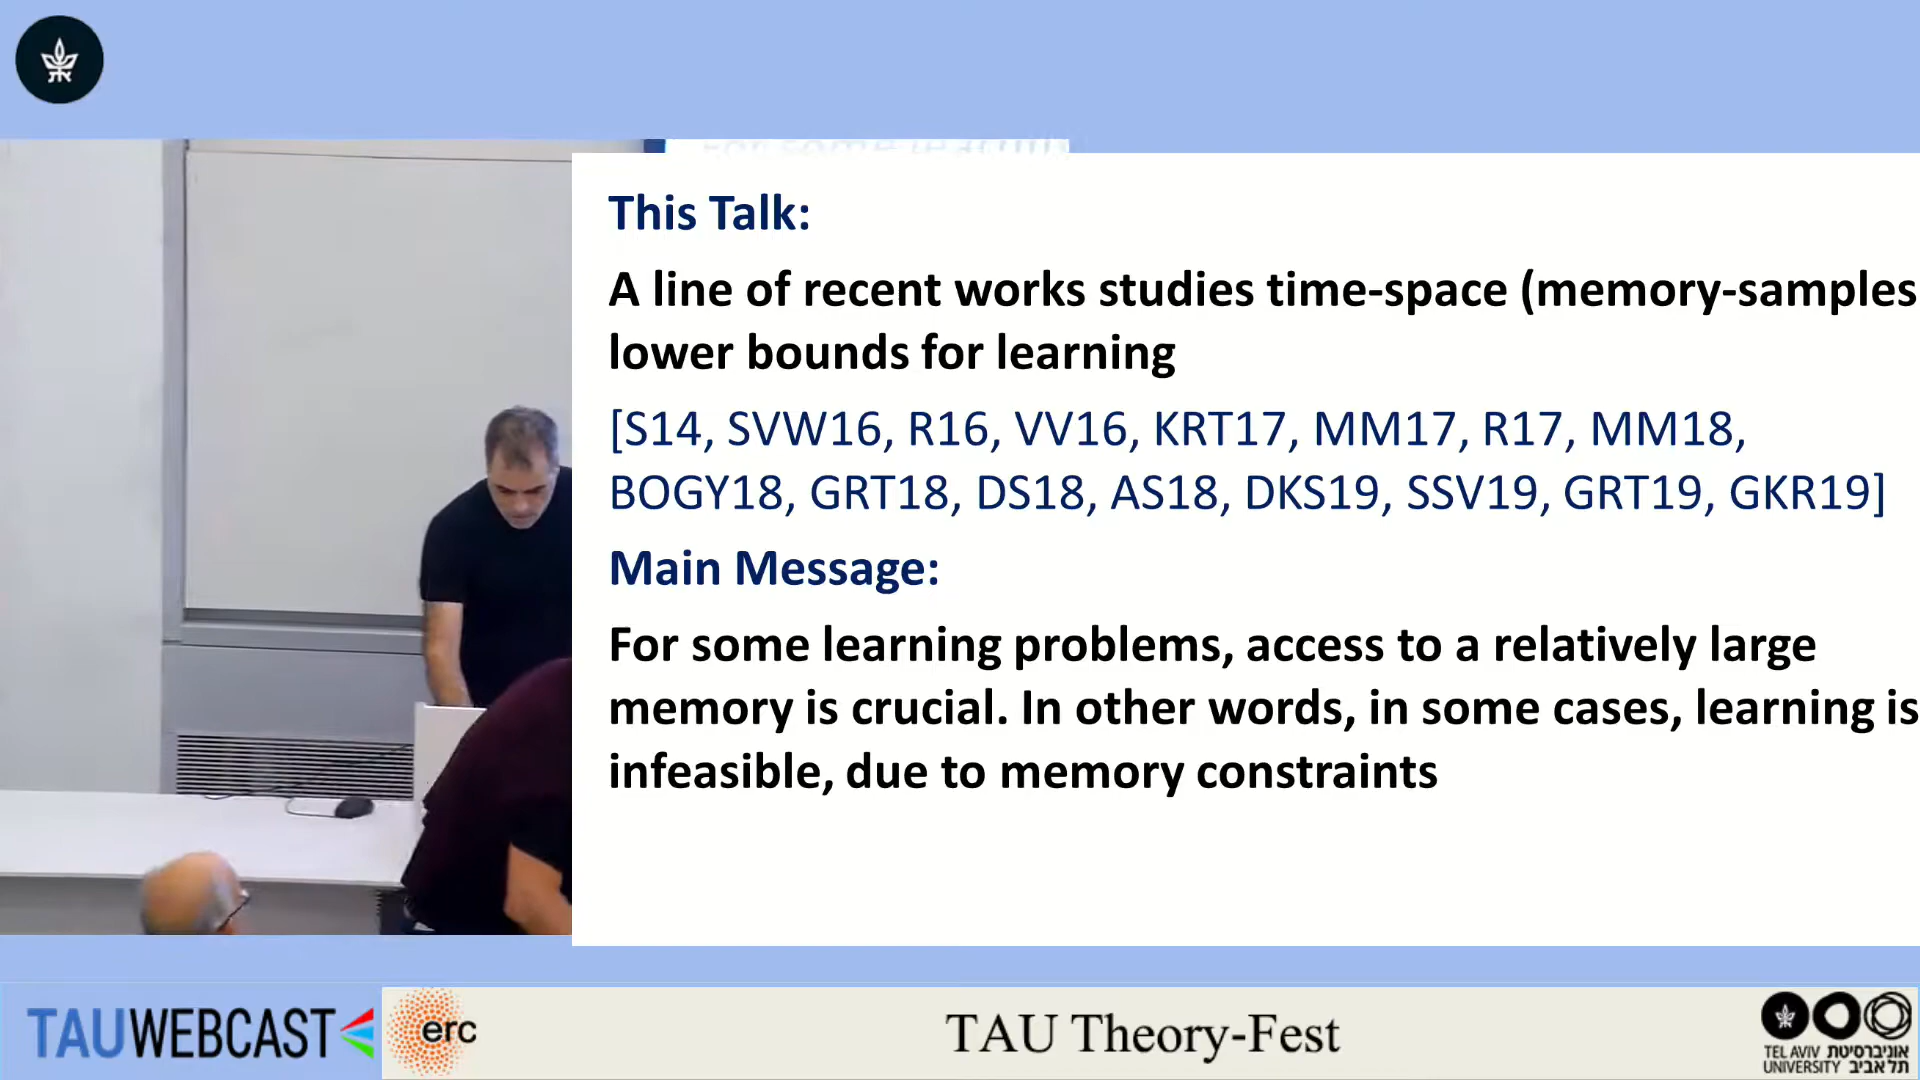 For some learning
This Talk:
A line of recent works studies time-space (memory-samples
lower bounds for learning
[S14, SVW16, R16, VV16, KRT17, MM17, R17, MM18,
BOGY18, GRT18, DS18, AS18, DKS19, SSV19, GRT19, GKR19]
Main Message:
For some learning problems, access to a relatively large
memory is crucial. In other words, in some cases, learning is
infeasible, due to memory constraints
TAUWEBCAST
erc
TAU Theory-Fest
TEL AVIV אוניברסיטת
UNIVERSITY תל אביב